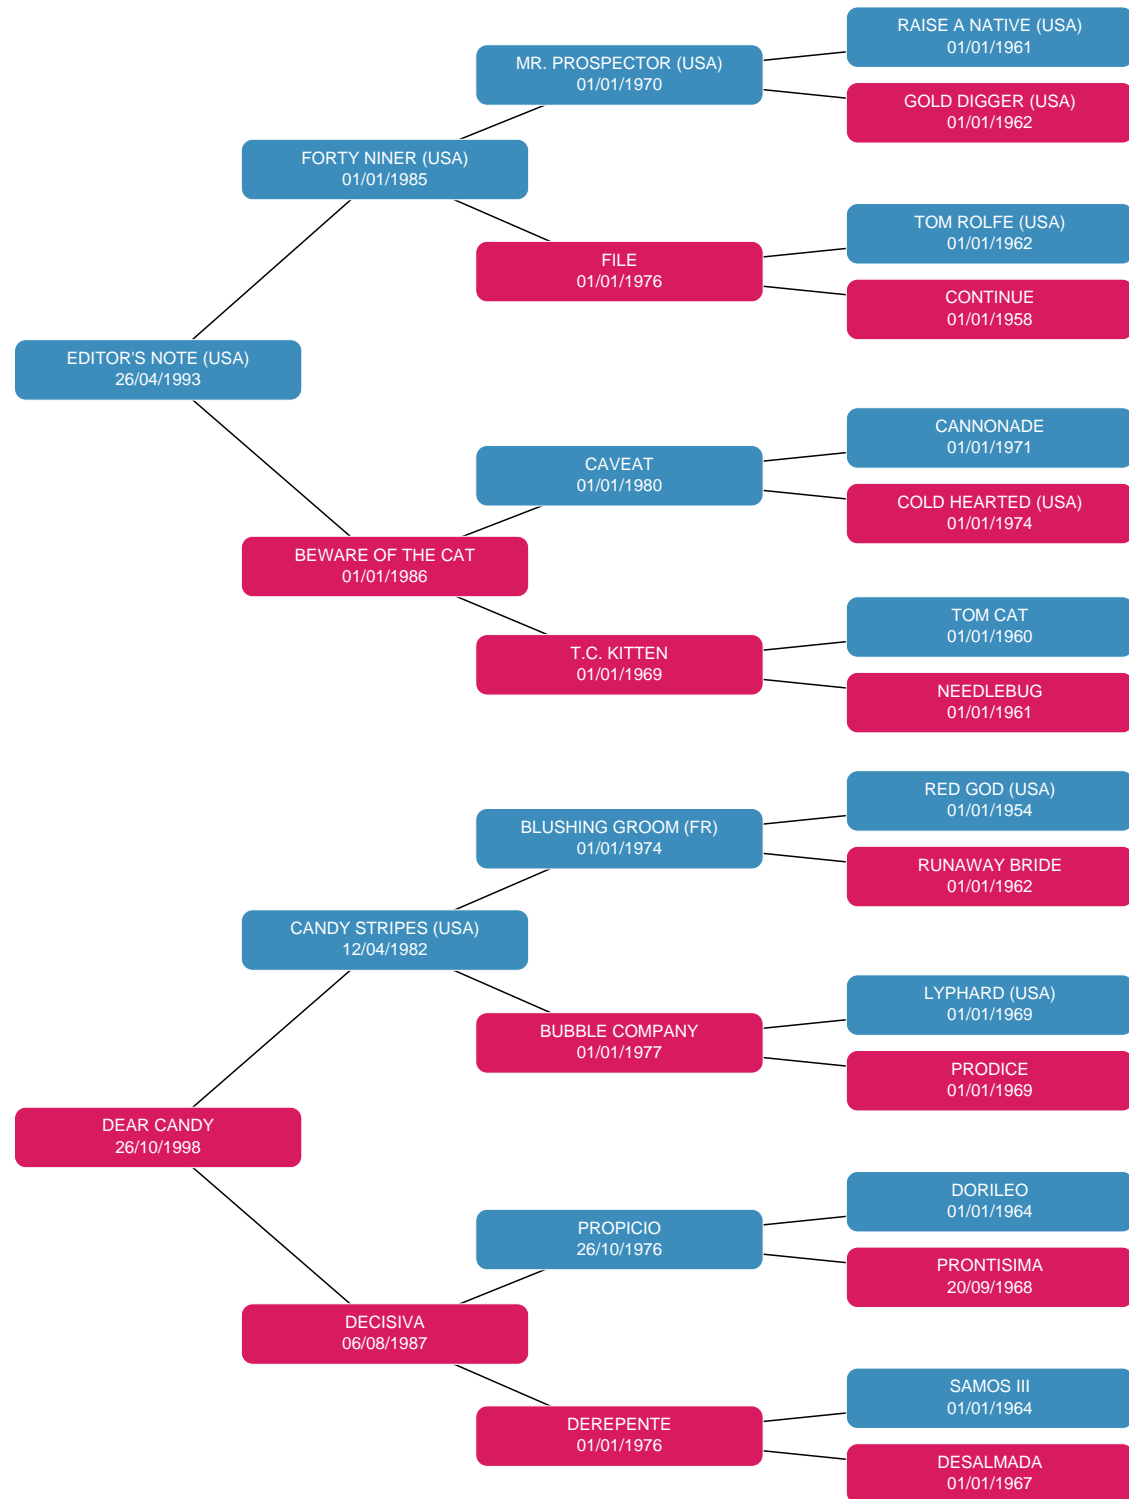 RAISE A NATIVE (USA)
01/01/1961
MR. PROSPECTOR (USA)
01/01/1970
GOLD DIGGER (USA)
01/01/1962
FORTY NINER (USA)
01/01/1985
TOM ROLFE (USA)
01/01/1962
FILE
01/01/1976
CONTINUE
01/01/1958
EDITOR'S NOTE (USA)
26/04/1993
CANNONADE
01/01/1971
CAVEAT
01/01/1980
COLD HEARTED (USA)
01/01/1974
BEWARE OF THE CAT
01/01/1986
TOM CAT
01/01/1960
T.C. KITTEN
01/01/1969
NEEDLEBUG
01/01/1961
RED GOD (USA)
01/01/1954
BLUSHING GROOM (FR)
01/01/1974
RUNAWAY BRIDE
01/01/1962
CANDY STRIPES (USA)
12/04/1982
LYPHARD (USA)
01/01/1969
BUBBLE COMPANY
01/01/1977
PRODICE
01/01/1969
DEAR CANDY
26/10/1998
DORILEO
01/01/1964
PROPICIO
26/10/1976
PRONTISIMA
20/09/1968
DECISIVA
06/08/1987
SAMOS III
01/01/1964
DEREPENTE
01/01/1976
DESALMADA
01/01/1967